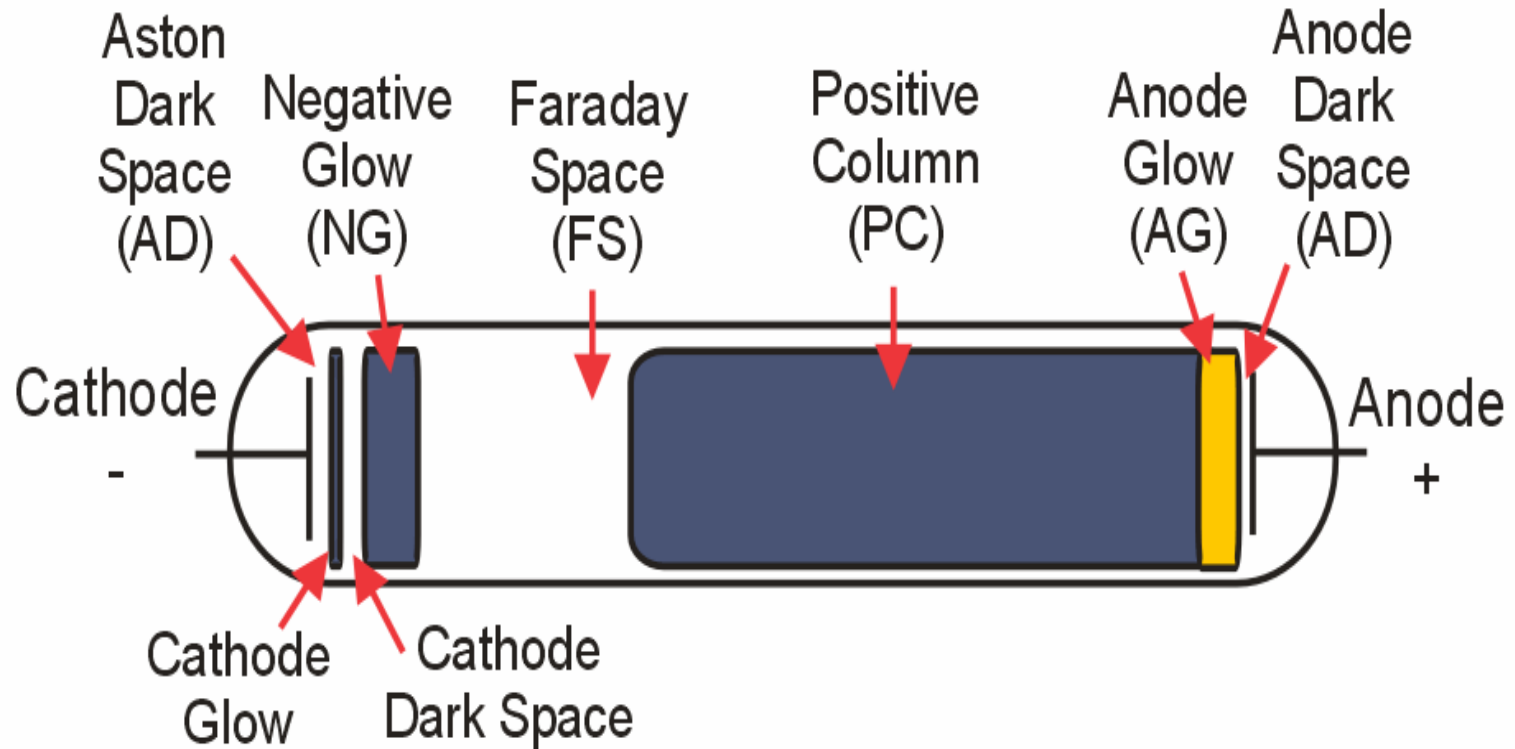 Aston
Dark
Space
(AD)
Negative
Glow
(NG)
Faraday
Space
(FS)
Positive
Column
(PC)
Anode
Glow
(AG)
Anode
Dark
Space
(AD)
Cathode
-
Anode
+
Cathode
Glow
Cathode
Dark Space